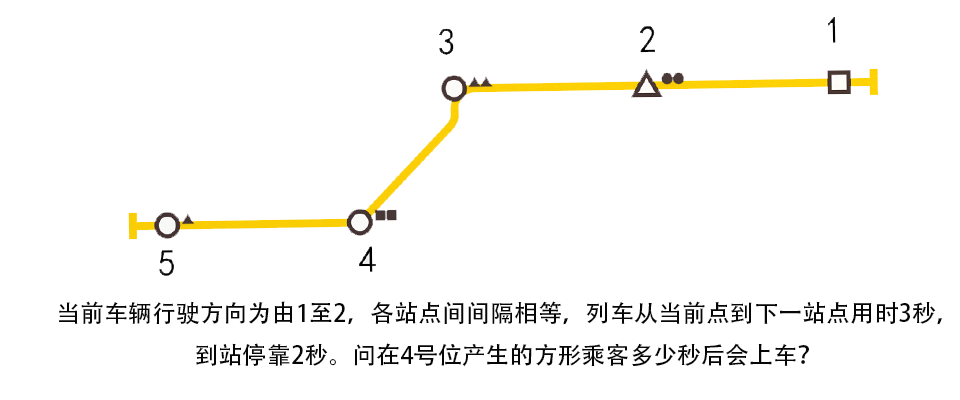 3 2 1
5 4
当前车辆行驶方向为由1至2，各站点间间隔相等，列车从当前点到下一站点用时3秒，
到站停靠2秒。问在4号位产生的方形乘客多少秒后会上车？